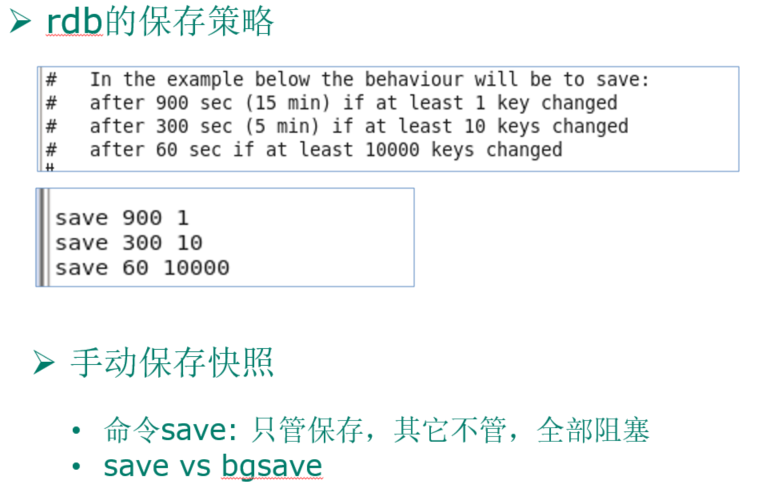 ➢ rdb的保存策略
# In the example below the behaviour will be to save:
# after 900 sec (15 min) if at least 1 key changed
# after 300 sec (5 min) if at least 10 keys changed
# after 60 sec if at least 10000 keys changed
#
save 900 1
save 300 10
save 60 10000
➢ 手动保存快照
• 命令save: 只管保存，其它不管，全部阻塞
• save vs bgsave